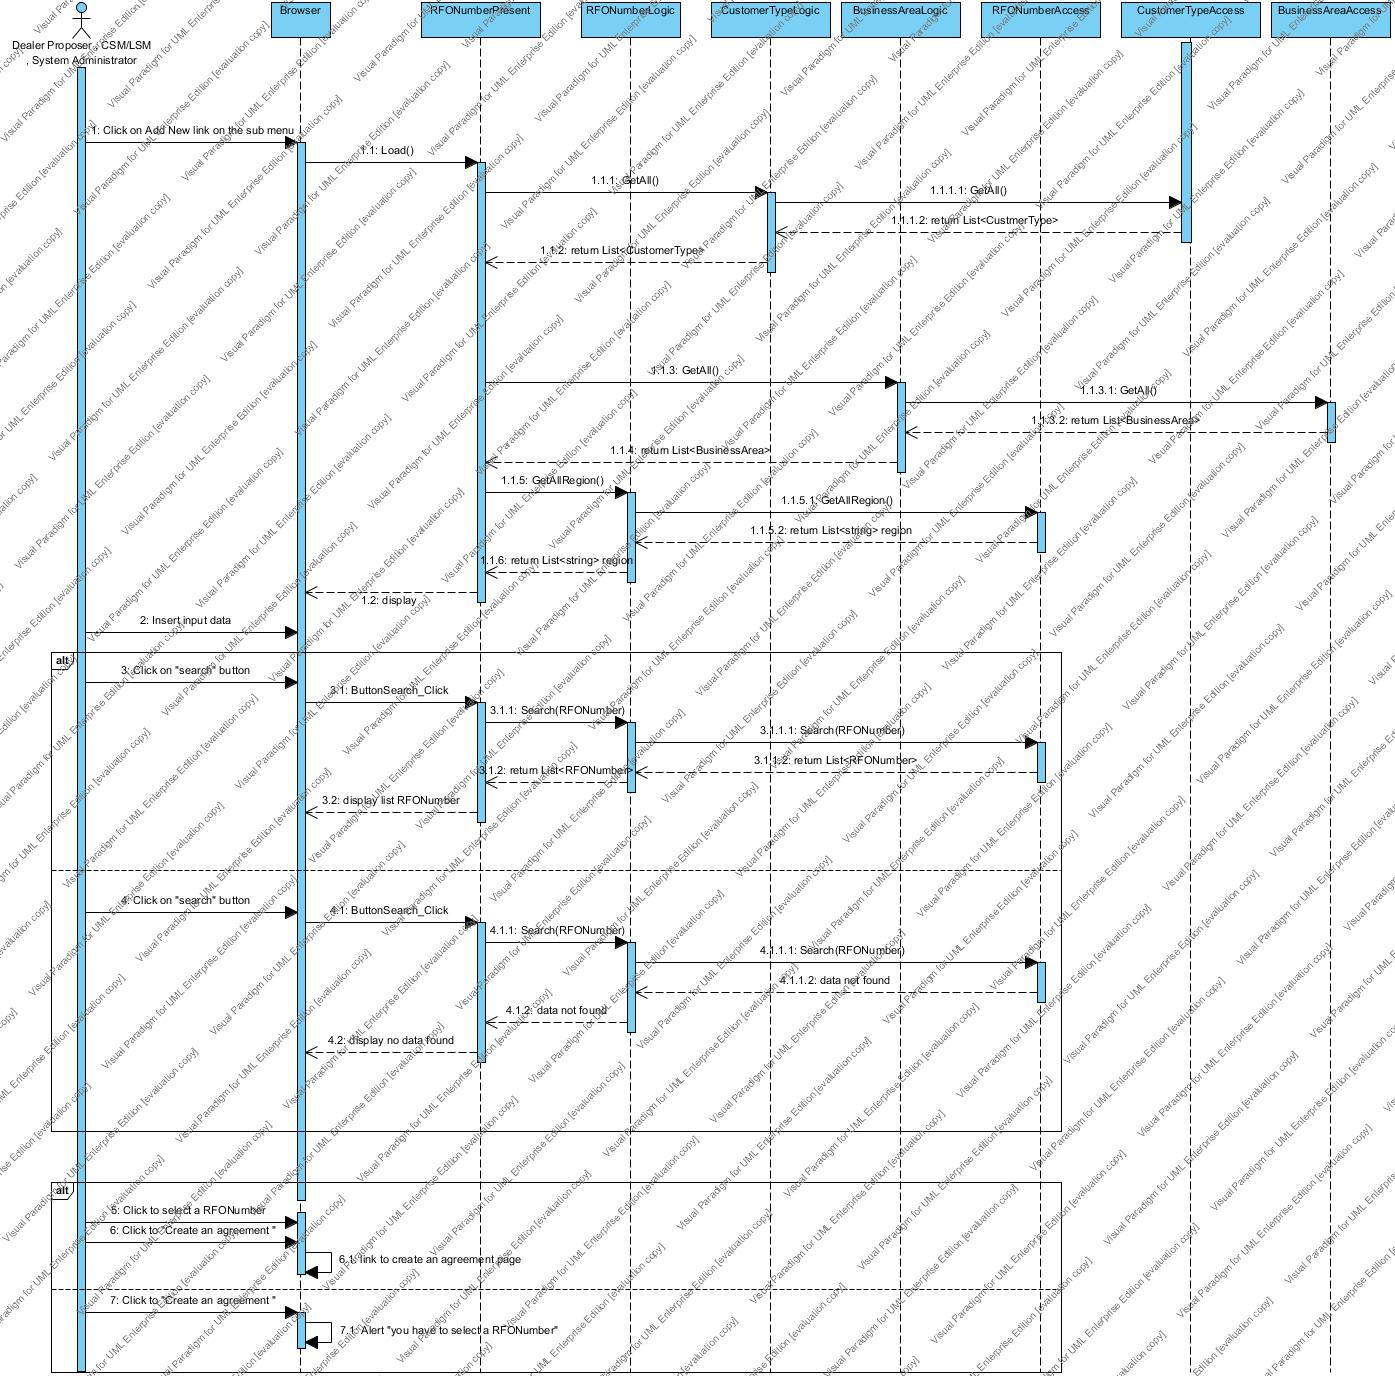 Browser
RFONumberPresent
RFONumberLogic
CustomerTypeLogic
BusinessAreaLogic
RFONumberAccess
CustomerTypeAccess
BusinessAreaAccess
Dealer Proposer , CSM/LSM
, System Administrator
1: Click on Add New link on the sub menu
1.1: Load()
1.1.1: GetAll()
1.1.1.1: GetAll()
1.1.1.2: return List<CustmerType>
1.1.2: return List<CustomerType>
1.1.3: GetAll()
1.1.3.1: GetAll()
1.1.3.2: return List<BusinessArea>
1.1.4: return List<BusinessArea>
1.1.5: GetAllRegion()
1.1.5.1: GetAllRegion()
1.1.5.2: return List<string> region
1.1.6: return List<string> region
1.2: display
2: Insert input data
alt
3: Click on "search" button
3.1: ButtonSearch_Click
3.1.1: Search(RFONumber)
3.1.1.1: Search(RFONumber)
3.1.1.2: return List<RFONumber>
3.1.2: return List<RFONumber>
3.2: display list RFONumber
4: Click on "search" button
4.1: ButtonSearch_Click
4.1.1: Search(RFONumber)
4.1.1.1: Search(RFONumber)
4.1.1.2: data not found
4.1.2: data not found
4.2: display no data found
alt
5: Click to select a RFONumber
6: Click to "Create an agreement "
6.1: link to create an agreement page
7: Click to "Create an agreement "
7.1: Alert "you have to select a RFONumber"
Visual Paradigm for UML Enterprise Edition [evaluation copy]